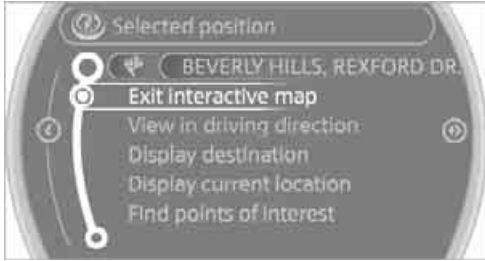 Selected position
BEVERLY HILLS, REXFORD DR.
Exit interactive map
View in driving direction
Display destination
Display current location
Find points of interest